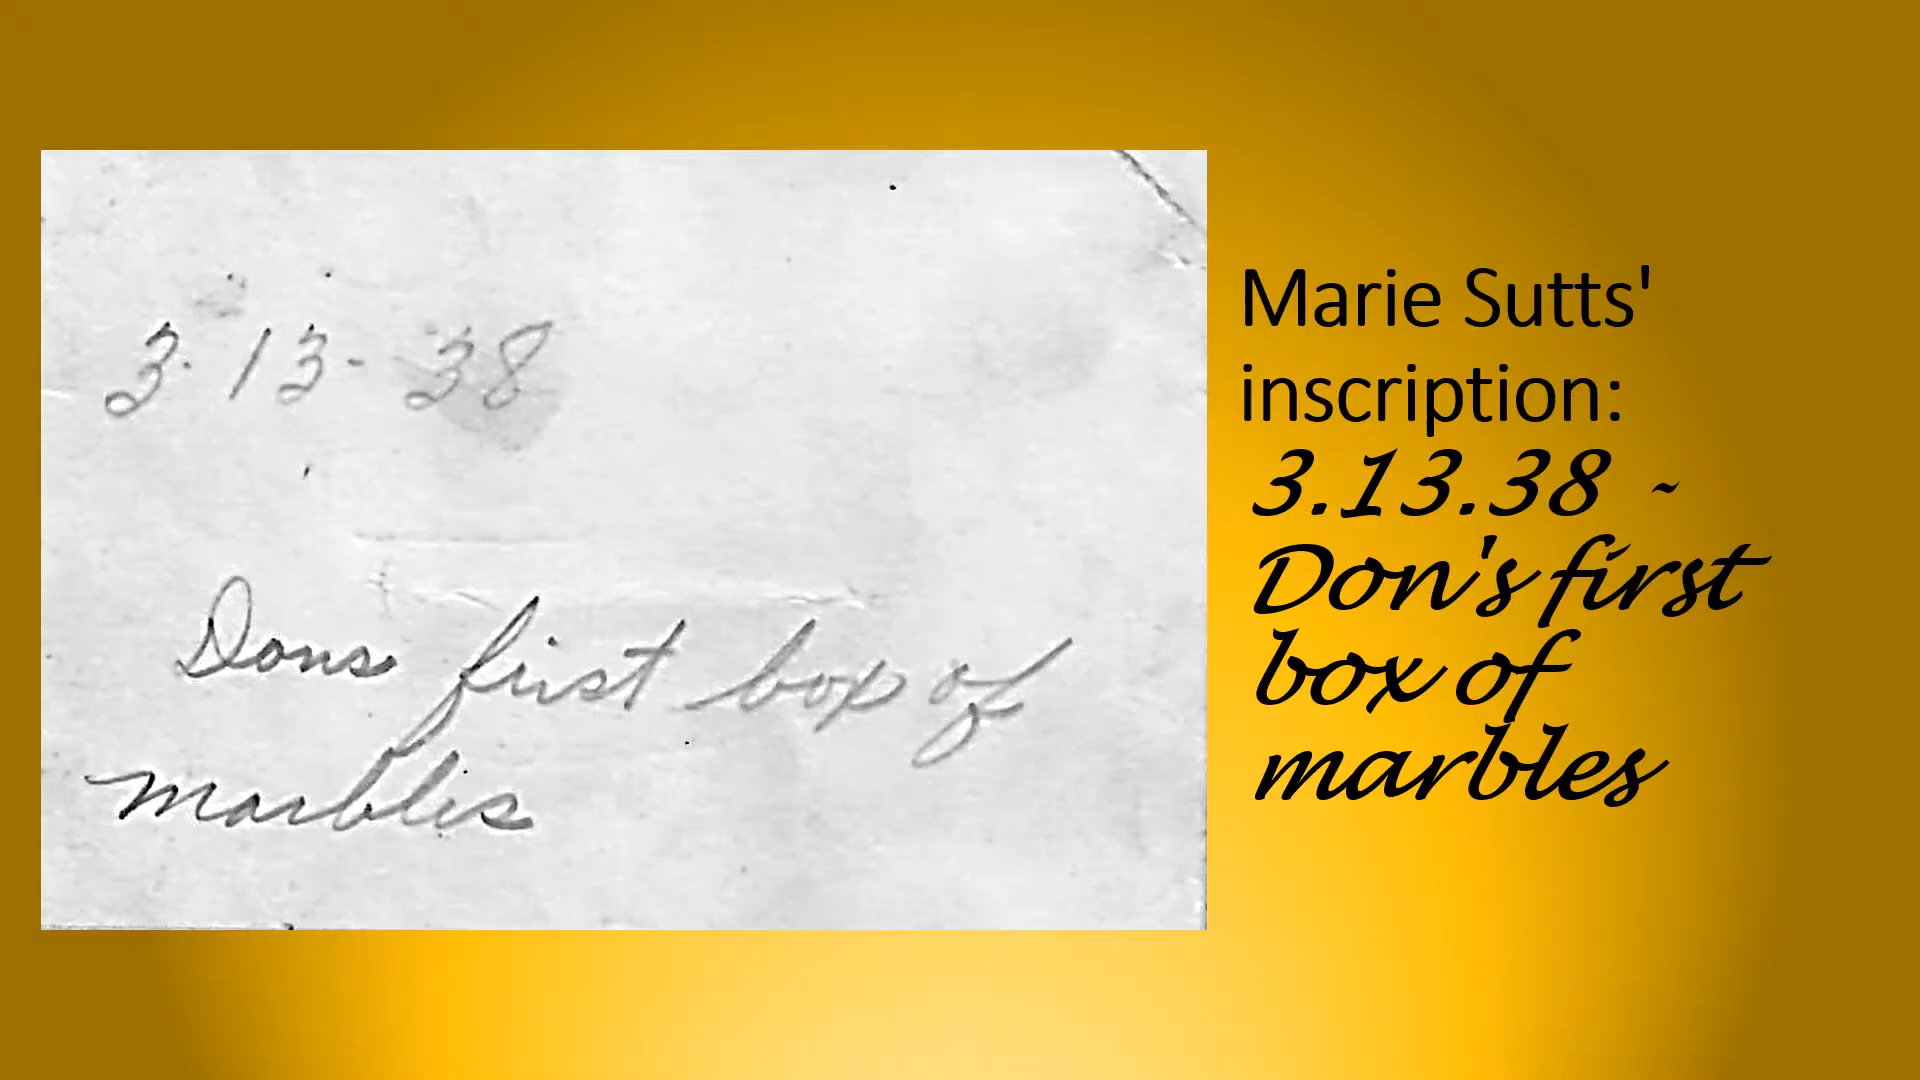 3-13-38
Dons first box of
marbles
Marie Sutts'
inscription:
3.13.38 -
Don's first
box of
marbles